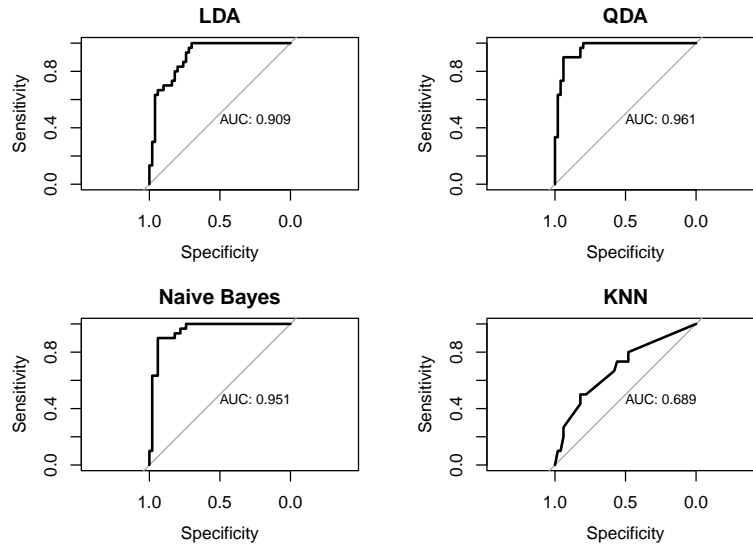 LDA
Sensitivity
0.0 0.4 0.8
AUC: 0.909
1.0 0.5 0.0
Specificity
QDA
Sensitivity
0.0 0.4 0.8
AUC: 0.961
1.0 0.5 0.0
Specificity
Naive Bayes
Sensitivity
0.0 0.4 0.8
AUC: 0.951
1.0 0.5 0.0
Specificity
KNN
Sensitivity
0.0 0.4 0.8
AUC: 0.689
1.0 0.5 0.0
Specificity